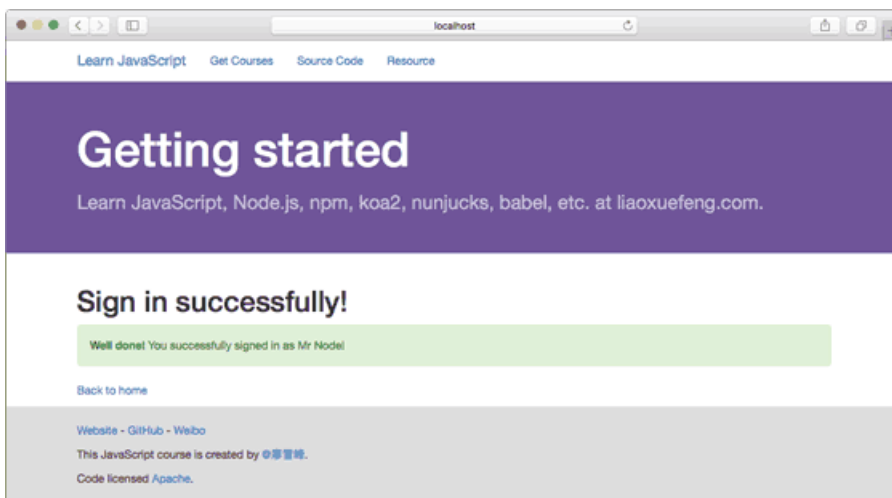 localhost
Learn JavaScript Get Courses Source Code Resource
Getting started
Learn JavaScript, Node.js, npm, koa2, nunjucks, babel, etc. at liaoxuefeng.com.
Sign in successfully!
Well done! You successfully signed in as Mr Node!
Back to home
Website - GitHub - Weibo
This JavaScript course is created by @廖雪峰.
Code licensed Apache.